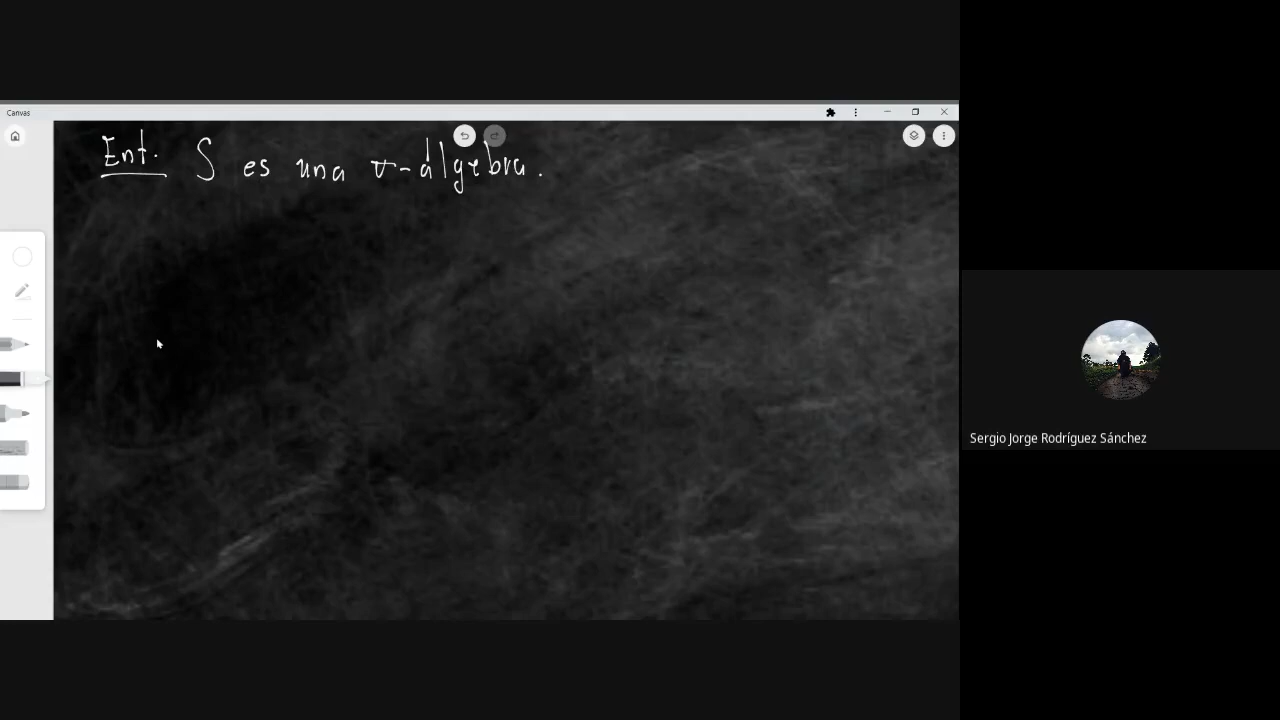 Canvas
Ent. S es una σ-álgebra.
Sergio Jorge Rodríguez Sánchez